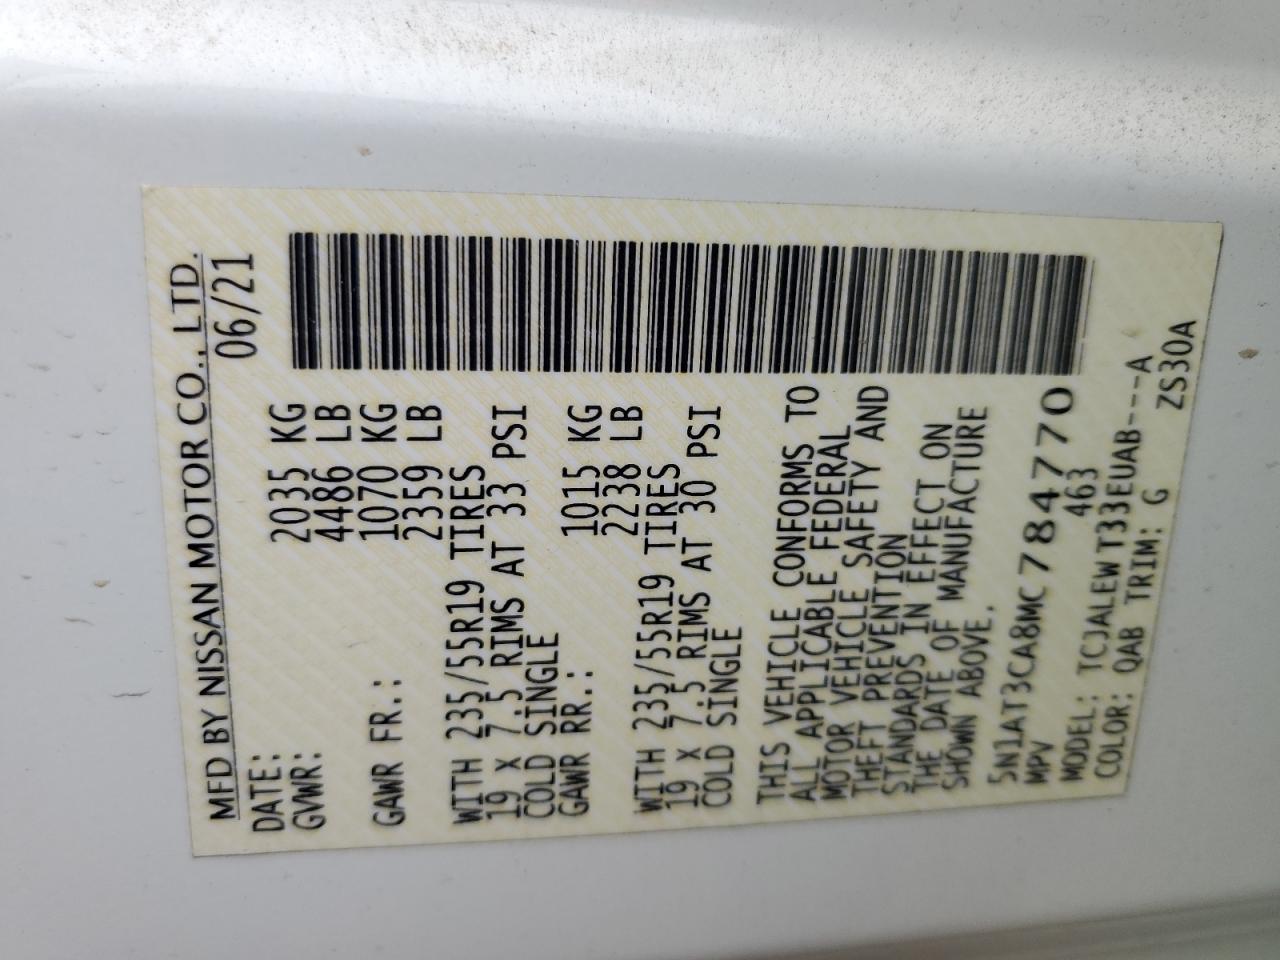 MFD BY NISSAN MOTOR CO., LTD.
DATE: 06/21
GVWR: 2035 KG
4486 LB
GAWR FR.: 1070 KG
2359 LB
WITH 235/55R19 TIRES
19 x 7.5 RIMS AT 33 PSI
COLD SINGLE
GAWR RR.: 1015 KG
2238 LB
WITH 235/55R19 TIRES
19 x 7.5 RIMS AT 30 PSI
COLD SINGLE
THIS VEHICLE CONFORMS TO
ALL APPLICABLE FEDERAL
MOTOR VEHICLE SAFETY AND
THEFT PREVENTION
STANDARDS IN EFFECT ON
THE DATE OF MANUFACTURE
SHOWN ABOVE.
5N1AT3CA8MC784770
MPV 463
MODEL: TCJALEWT33EUAB---A
COLOR: QAB TRIM: G ZS30A